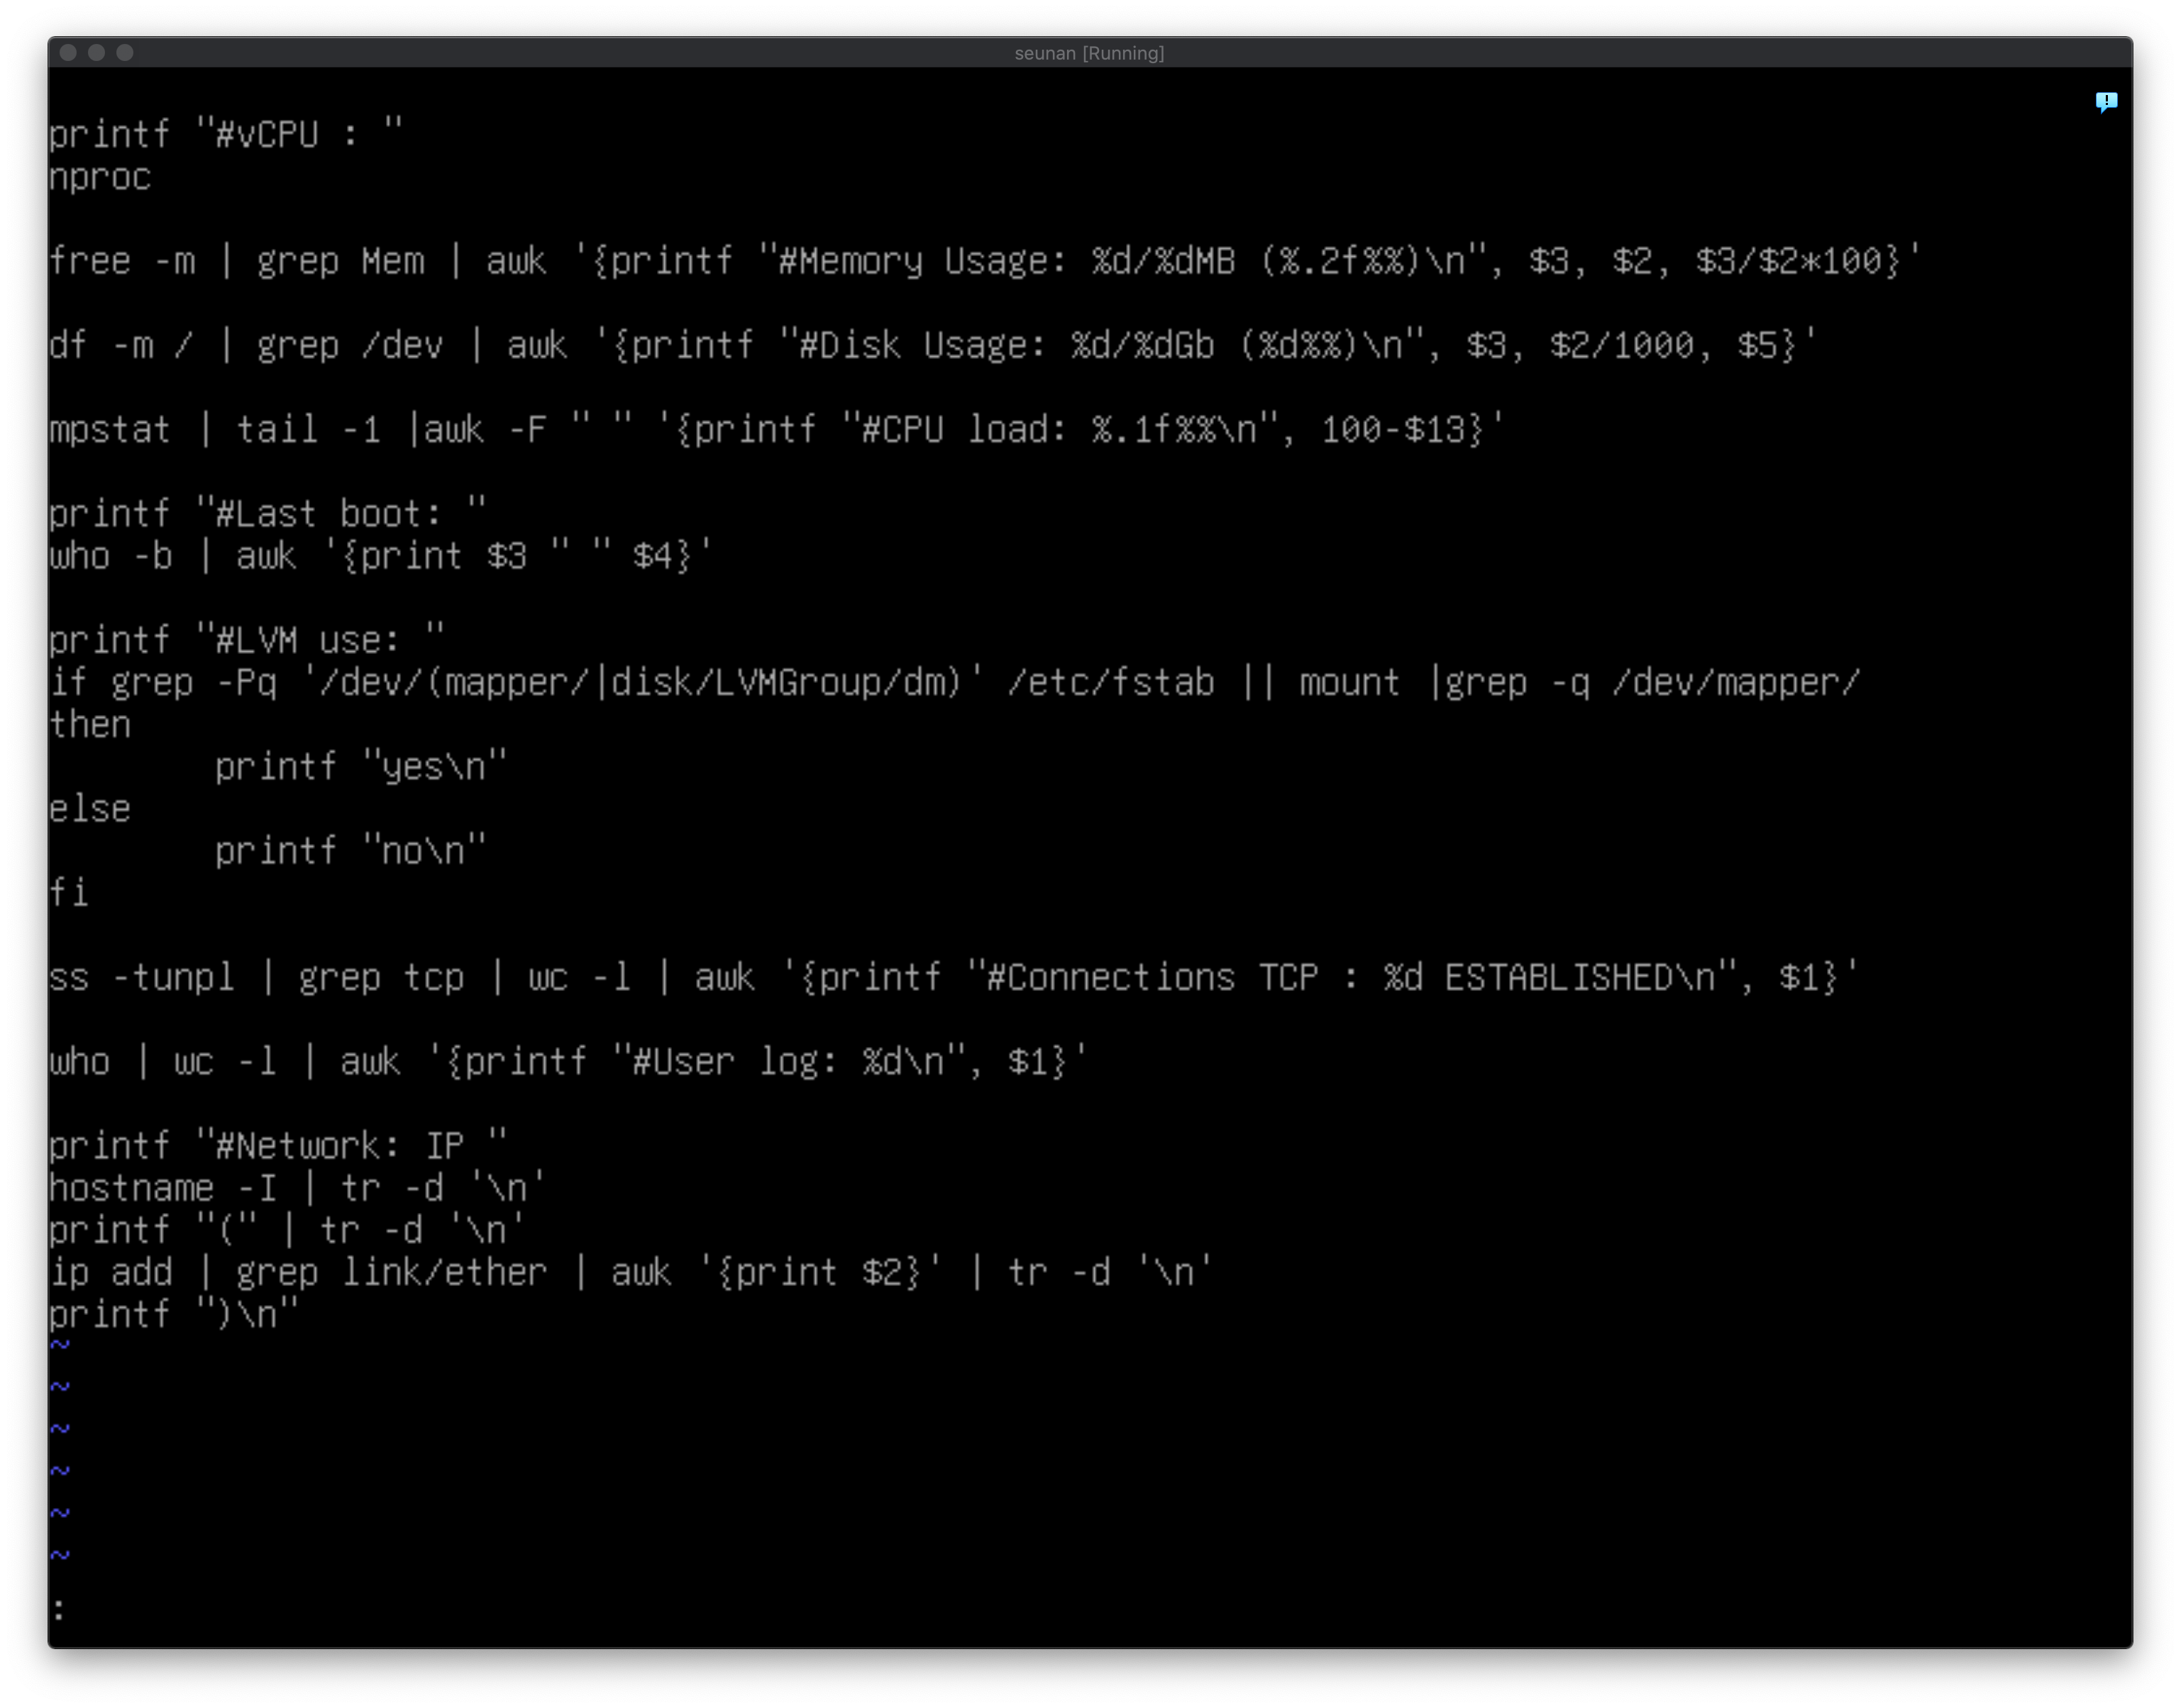 seunan [Running]
printf "#vCPU : "
nproc
free -m | grep Mem | awk '{printf "#Memory Usage: %d/%dMB (%.2f%%)\n", $3, $2, $3/$2*100}'
df -m / | grep /dev | awk '{printf "#Disk Usage: %d/%dGb (%d%%)\n", $3, $2/1000, $5}'
mpstat | tail -1 |awk -F " " '{printf "#CPU load: %.1f%%\n", 100-$13}'
printf "#Last boot: "
who -b | awk '{print $3 " " $4}'
printf "#LVM use: "
if grep -Pq '/dev/(mapper/|disk/LVMGroup/dm)' /etc/fstab || mount |grep -q /dev/mapper/
then
        printf "yes\n"
else
        printf "no\n"
fi
ss -tunpl | grep tcp | wc -l | awk '{printf "#Connections TCP : %d ESTABLISHED\n", $1}'
who | wc -l | awk '{printf "#User log: %d\n", $1}'
printf "#Network: IP "
hostname -I | tr -d '\n'
printf "(" | tr -d '\n'
ip add | grep link/ether | awk '{print $2}' | tr -d '\n'
printf ")\n"
~
~
~
~
~
~
: